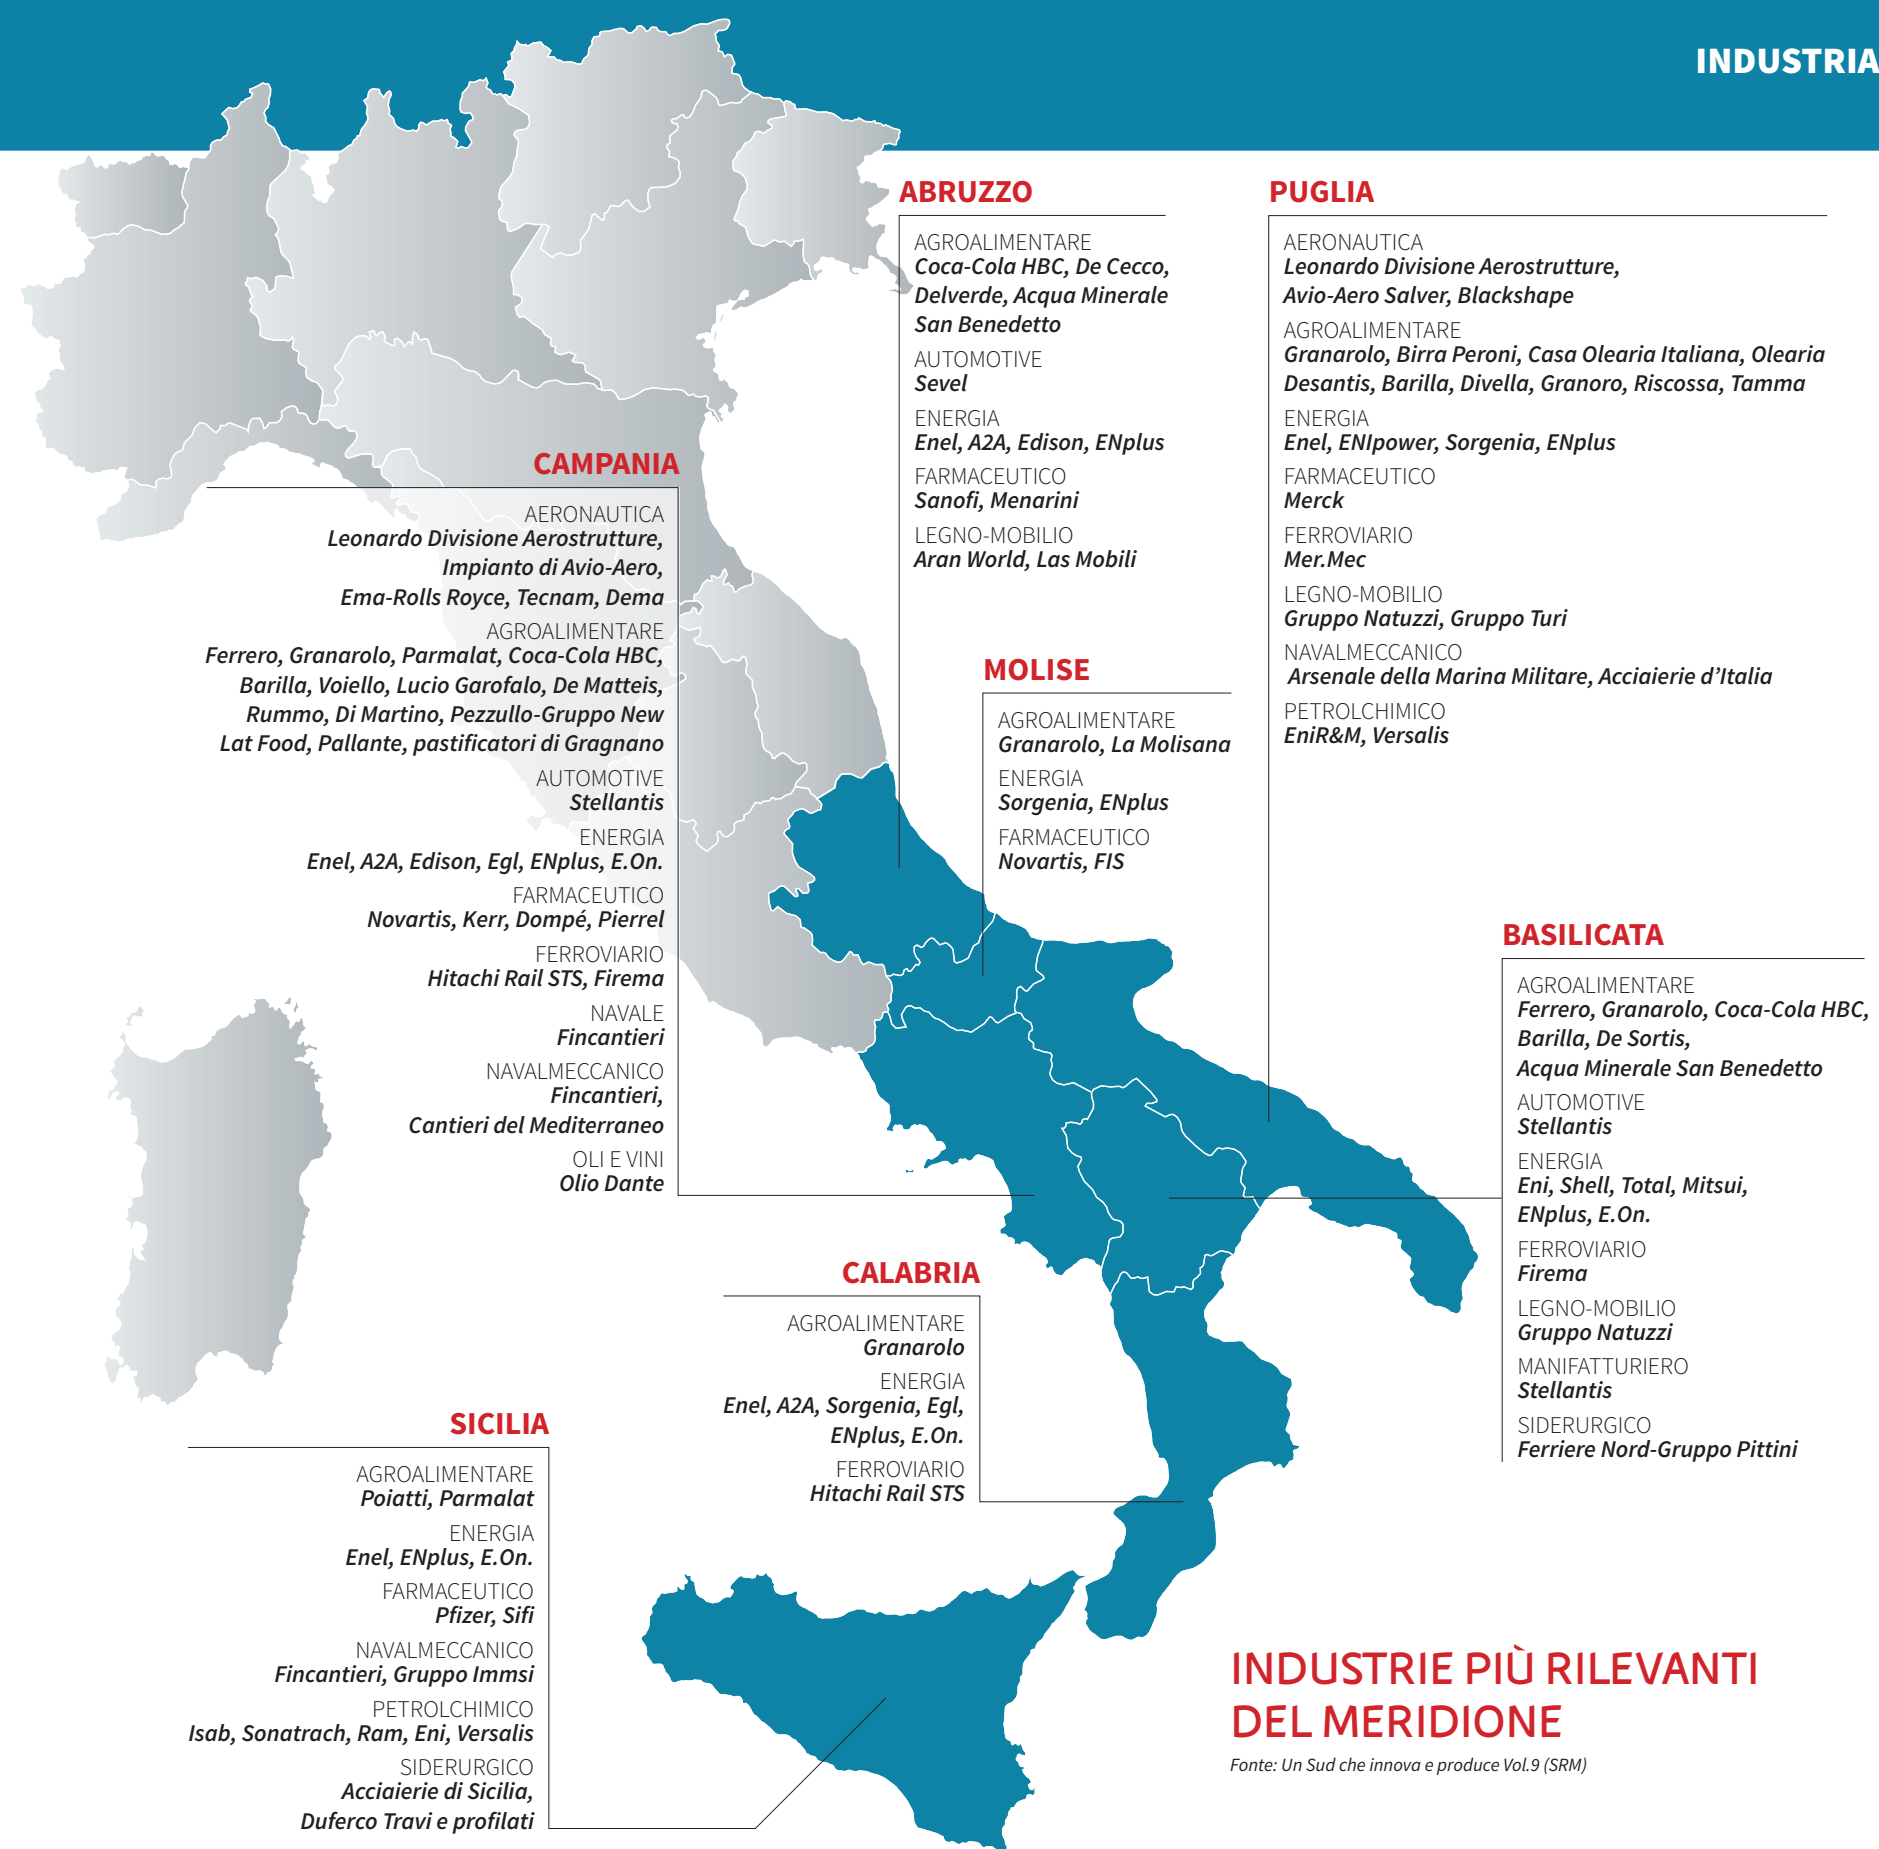 INDUSTRIA
ABRUZZO
AGROALIMENTARE
Coca-Cola HBC, De Cecco,
Delverde, Acqua Minerale
San Benedetto
AUTOMOTIVE
Sevel
ENERGIA
Enel, A2A, Edison, ENplus
FARMACEUTICO
Sanofi, Menarini
LEGNO-MOBILIO
Aran World, Las Mobili
PUGLIA
AERONAUTICA
Leonardo Divisione Aerostrutture,
Avio-Aero Salver, Blackshape
AGROALIMENTARE
Granarolo, Birra Peroni, Casa Olearia Italiana, Olearia
Desantis, Barilla, Divella, Granoro, Riscossa, Tamma
ENERGIA
Enel, ENIpower, Sorgenia, ENplus
FARMACEUTICO
Merck
FERROVIARIO
Mer.Mec
LEGNO-MOBILIO
Gruppo Natuzzi, Gruppo Turi
NAVALMECCANICO
Arsenale della Marina Militare, Acciaierie d'Italia
PETROLCHIMICO
EniR&M, Versalis
CAMPANIA
AERONAUTICA
Leonardo Divisione Aerostrutture,
Impianto di Avio-Aero,
Ema-Rolls Royce, Tecnam, Dema
AGROALIMENTARE
Ferrero, Granarolo, Parmalat, Coca-Cola HBC,
Barilla, Voiello, Lucio Garofalo, De Matteis,
Rummo, Di Martino, Pezzullo-Gruppo New
Lat Food, Pallante, pastificatori di Gragnano
AUTOMOTIVE
Stellantis
ENERGIA
Enel, A2A, Edison, Egl, ENplus, E.On.
FARMACEUTICO
Novartis, Kerr, Dompé, Pierrel
FERROVIARIO
Hitachi Rail STS, Firema
NAVALE
Fincantieri
NAVALMECCANICO
Fincantieri,
Cantieri del Mediterraneo
OLI E VINI
Olio Dante
MOLISE
AGROALIMENTARE
Granarolo, La Molisana
ENERGIA
Sorgenia, ENplus
FARMACEUTICO
Novartis, FIS
BASILICATA
AGROALIMENTARE
Ferrero, Granarolo, Coca-Cola HBC,
Barilla, De Sortis,
Acqua Minerale San Benedetto
AUTOMOTIVE
Stellantis
ENERGIA
Eni, Shell, Total, Mitsui,
ENplus, E.On.
FERROVIARIO
Firema
LEGNO-MOBILIO
Gruppo Natuzzi
MANIFATTURIERO
Stellantis
SIDERURGICO
Ferriere Nord-Gruppo Pittini
CALABRIA
AGROALIMENTARE
Granarolo
ENERGIA
Enel, A2A, Sorgenia, Egl,
ENplus, E.On.
FERROVIARIO
Hitachi Rail STS
SICILIA
AGROALIMENTARE
Poiatti, Parmalat
ENERGIA
Enel, ENplus, E.On.
FARMACEUTICO
Pfizer, Sifi
NAVALMECCANICO
Fincantieri, Gruppo Immsi
PETROLCHIMICO
Isab, Sonatrach, Ram, Eni, Versalis
SIDERURGICO
Acciaierie di Sicilia,
Duferco Travi e profilati
INDUSTRIE PIÙ RILEVANTI
DEL MERIDIONE
Fonte: Un Sud che innova e produce Vol.9 (SRM)